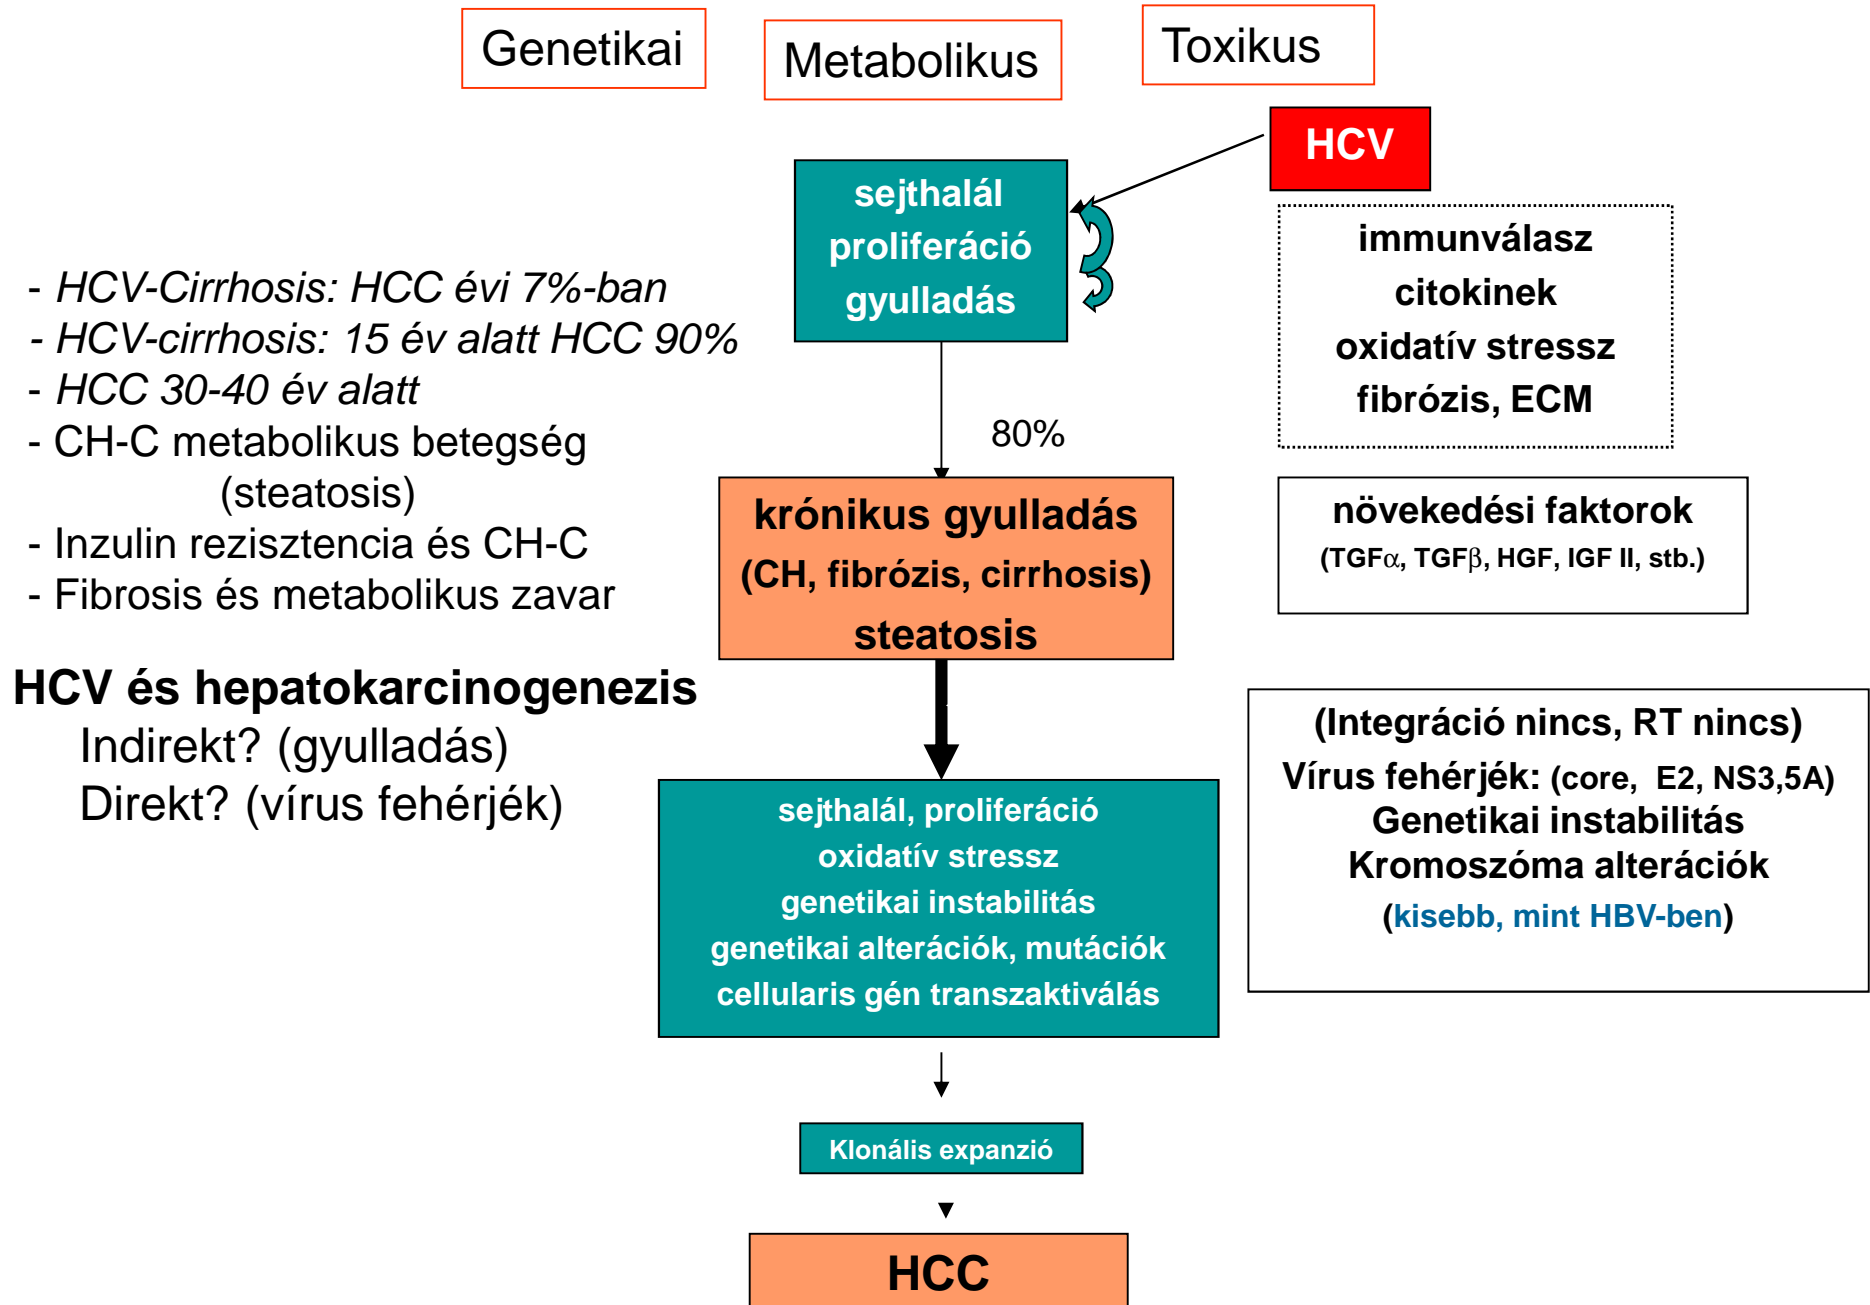 Genetikai
Metabolikus
Toxikus
HCV
sejthalál
proliferáció
gyulladás
immunválasz
citokinek
oxidatív stressz
fibrózis, ECM
- HCV-Cirrhosis: HCC évi 7%-ban
- HCV-cirrhosis: 15 év alatt HCC 90%
- HCC 30-40 év alatt
- CH-C metabolikus betegség
(steatosis)
- Inzulin rezisztencia és CH-C
- Fibrosis és metabolikus zavar
80%
krónikus gyulladás
(CH, fibrózis, cirrhosis)
steatosis
növekedési faktorok
(TGFα, TGFβ, HGF, IGF II, stb.)
HCV és hepatokarcinogenezis
Indirekt? (gyulladás)
Direkt? (vírus fehérjék)
(Integráció nincs, RT nincs)
Vírus fehérjék: (core, E2, NS3,5A)
Genetikai instabilitás
Kromoszóma alterációk
(kisebb, mint HBV-ben)
sejthalál, proliferáció
oxidatív stressz
genetikai instabilitás
genetikai alterációk, mutációk
cellularis gén transzaktiválás
Klonális expanzió
HCC